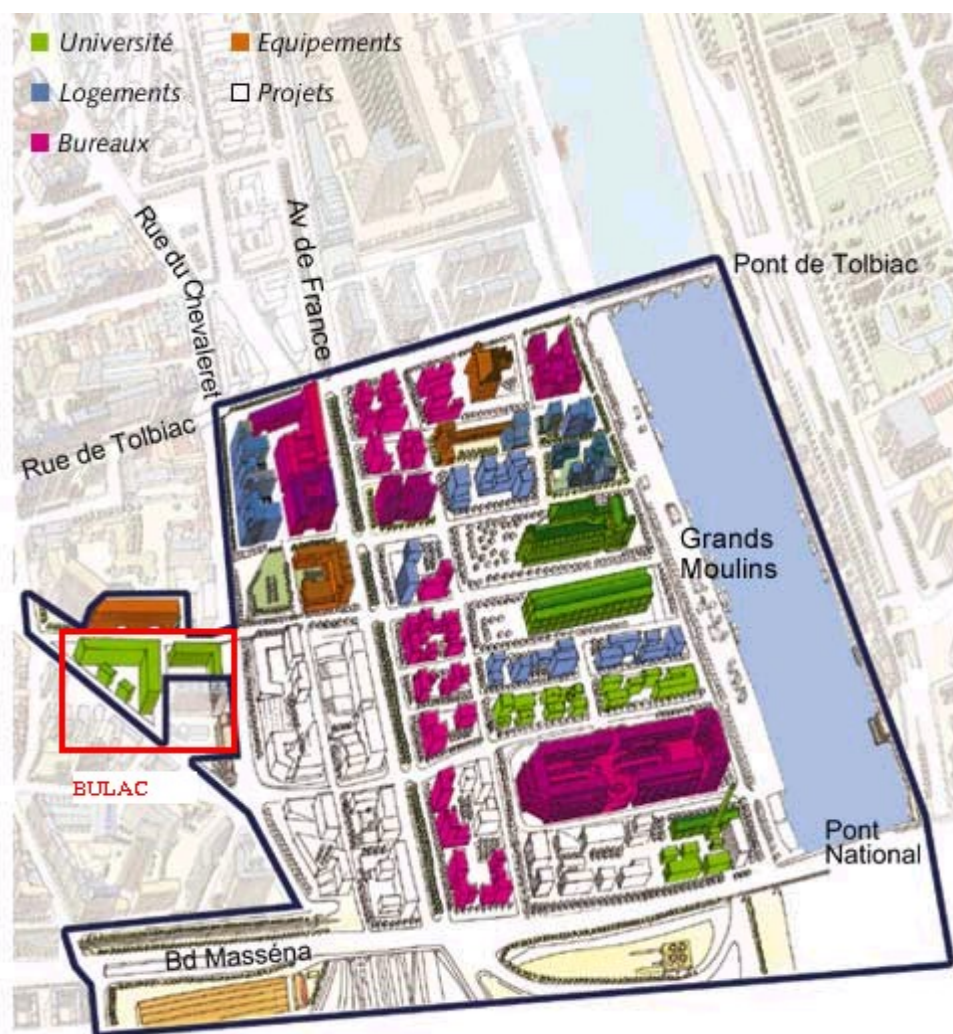 Université
Equipements
Logements
Projets
Bureaux
Rue du Chevaleret
Av de France
Pont de Tolbiac
Rue de Tolbiac
Grands
Moulins
BULAC
Pont
National
Bd Masséna